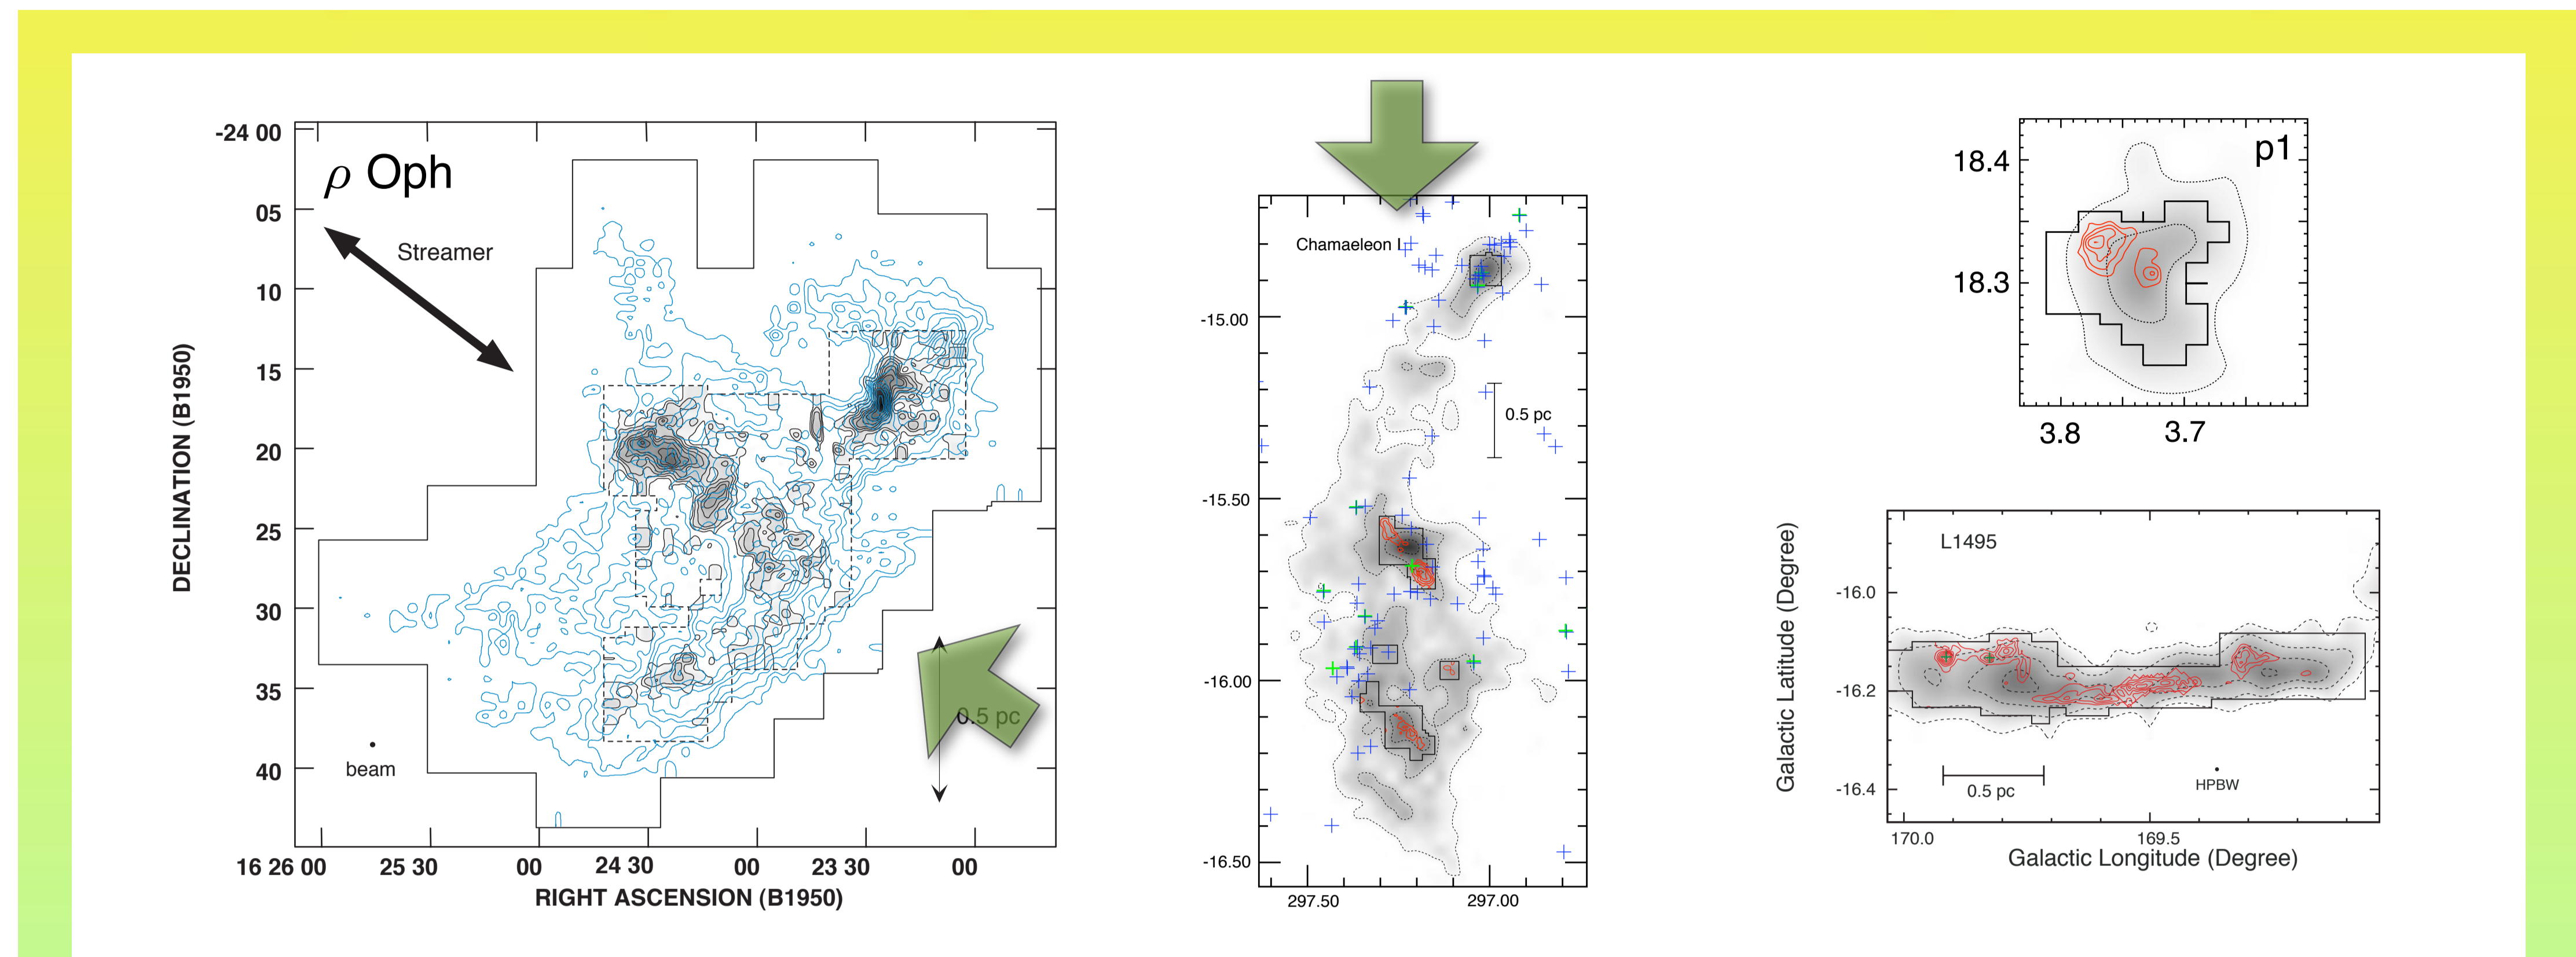 -24 00
ρ Oph
Streamer
05
10
15
20
25
30
35
40
DECLINATION (B1950)
beam
0.5 pc
16 26 00
25 30
00
24 30
00
23 30
00
RIGHT ASCENSION (B1950)
Chamaeleon I
-15.00
0.5 pc
-15.50
-16.00
-16.50
297.50
297.00
p1
18.4
18.3
3.8
3.7
L1495
Galactic Latitude (Degree)
-16.0
-16.2
-16.4
0.5 pc
HPBW
170.0
169.5
Galactic Longitude (Degree)